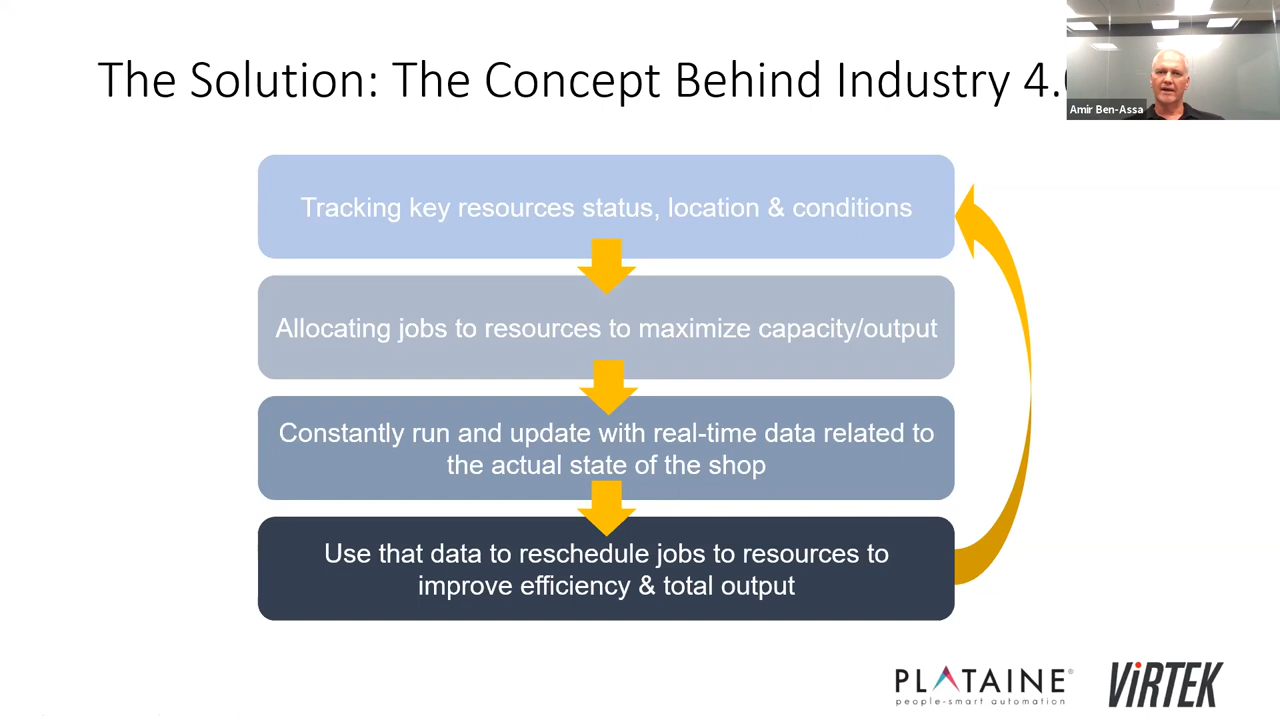 The Solution: The Concept Behind Industry 4.
Amir Ben-Assa
Tracking key resources status, location & conditions
Allocating jobs to resources to maximize capacity/output
Constantly run and update with real-time data related to
the actual state of the shop
Use that data to reschedule jobs to resources to
improve efficiency & total output
PLATAINE®
people-smart automation
ViRTEK